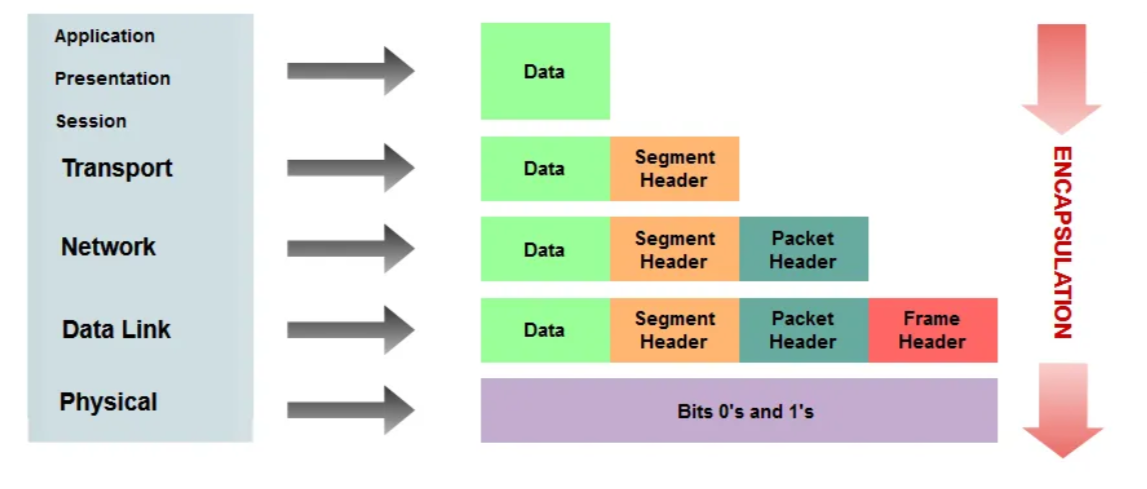 Application
Presentation
Session
Data
Transport
Data
Segment
Header
Network
Data
Segment
Header
Packet
Header
Data Link
Data
Segment
Header
Packet
Header
Frame
Header
Physical
Bits 0's and 1's
ENCAPSULATION